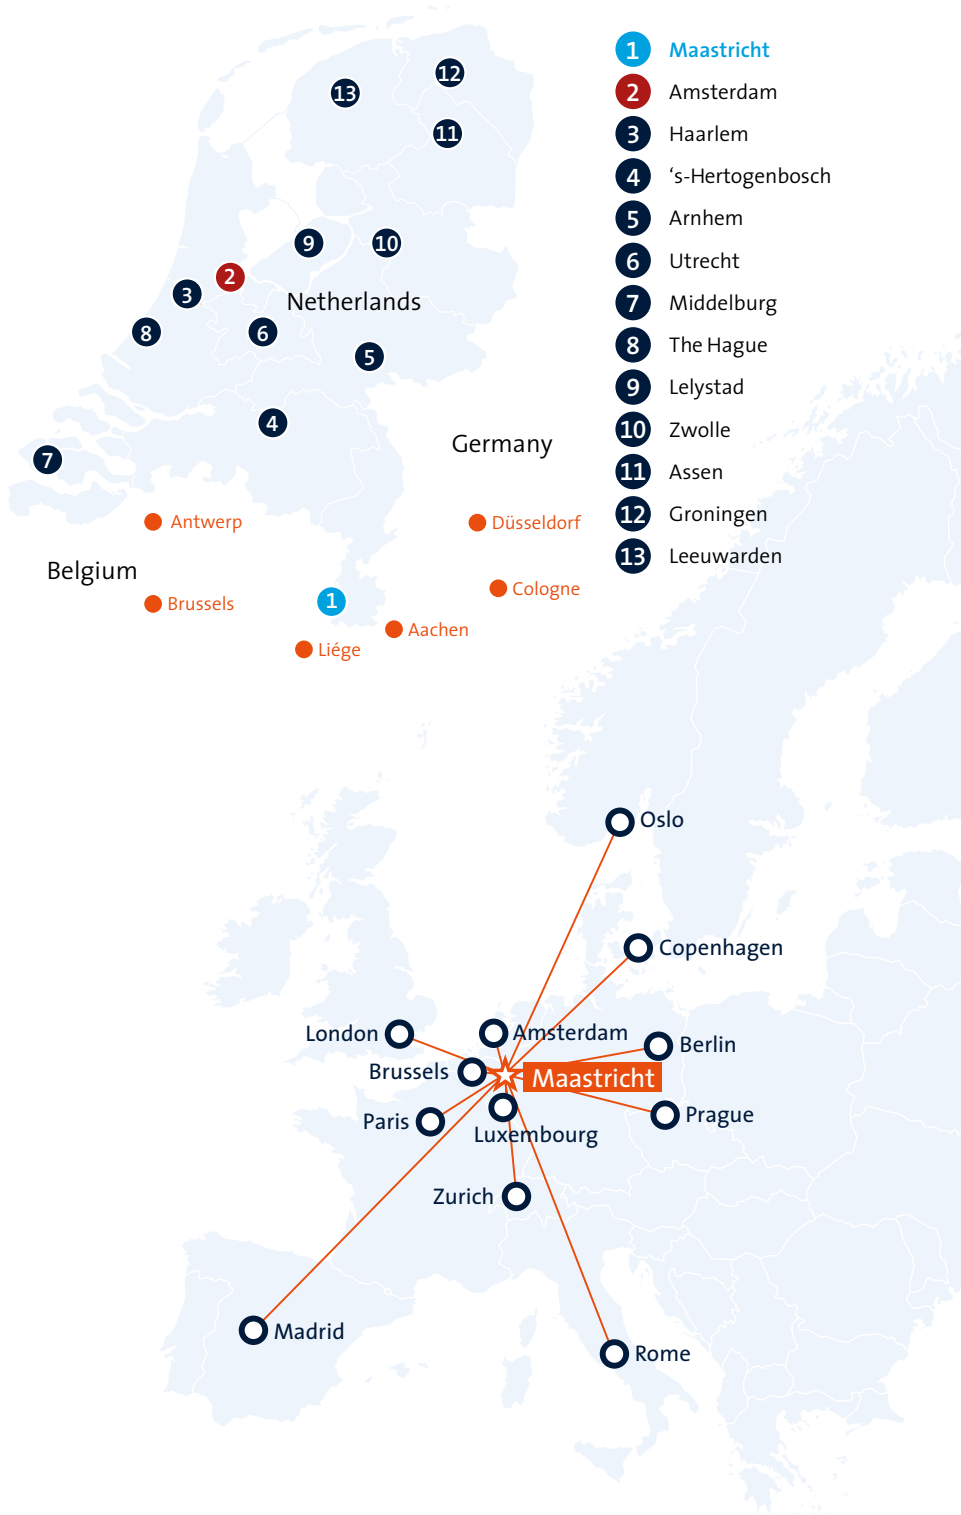 1 Maastricht
2 Amsterdam
3 Haarlem
4 ‘s-Hertogenbosch
5 Arnhem
6 Utrecht
7 Middelburg
8 The Hague
9 Lelystad
10 Zwolle
11 Assen
12 Groningen
13 Leeuwarden
12
13
11
9
10
2
3
Netherlands
8
6
5
4
Germany
7
Antwerp
Düsseldorf
Belgium
Cologne
Brussels
1
Aachen
Liége
Oslo
Copenhagen
London
Amsterdam
Berlin
Brussels
Maastricht
Paris
Prague
Luxembourg
Zurich
Madrid
Rome